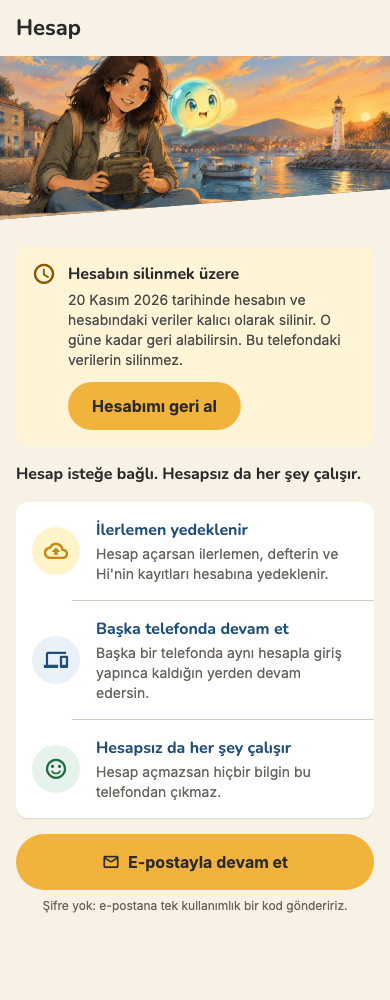 Hesap
Hesabın silinmek üzere
20 Kasım 2026 tarihinde hesabın ve
hesabındaki veriler kalıcı olarak silinir. O
güne kadar geri alabilirsin. Bu telefondaki
verilerin silinmez.
Hesabımı geri al
Hesap isteğe bağlı. Hesapsız da her şey çalışır.
İlerlemen yedeklenir
Hesap açarsan ilerlemen, defterin ve
Hi'nin kayıtları hesabına yedeklenir.
Başka telefonda devam et
Başka bir telefonda aynı hesapla giriş
yapınca kaldığın yerden devam
edersin.
Hesapsız da her şey çalışır
Hesap açmazsan hiçbir bilgin bu
telefondan çıkmaz.
E-postayla devam et
Şifre yok: e-postana tek kullanımlık bir kod göndeririz.